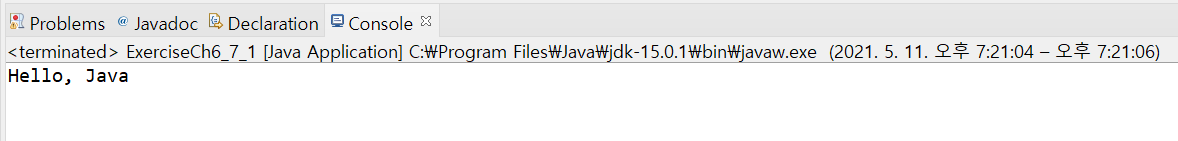 Problems @ Javadoc Declaration Console
<terminated> ExerciseCh6_7_1 [Java Application] C:₩Program Files₩Java₩jdk-15.0.1₩bin₩javaw.exe (2021. 5. 11. 오후 7:21:04 – 오후 7:21:06)
Hello, Java